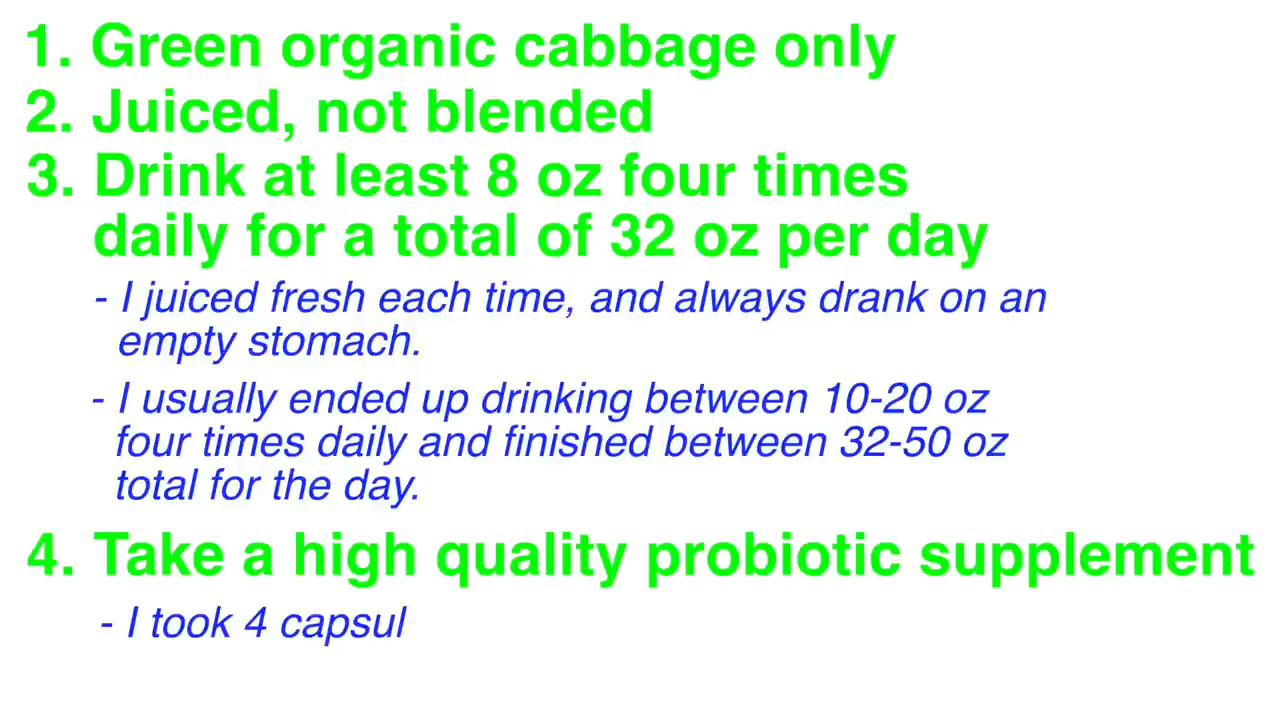 1. Green organic cabbage only
2. Juiced, not blended
3. Drink at least 8 oz four times
daily for a total of 32 oz per day
- I juiced fresh each time, and always drank on an
empty stomach.
- I usually ended up drinking between 10-20 oz
four times daily and finished between 32-50 oz
total for the day.
4. Take a high quality probiotic supplement
- I took 4 capsul